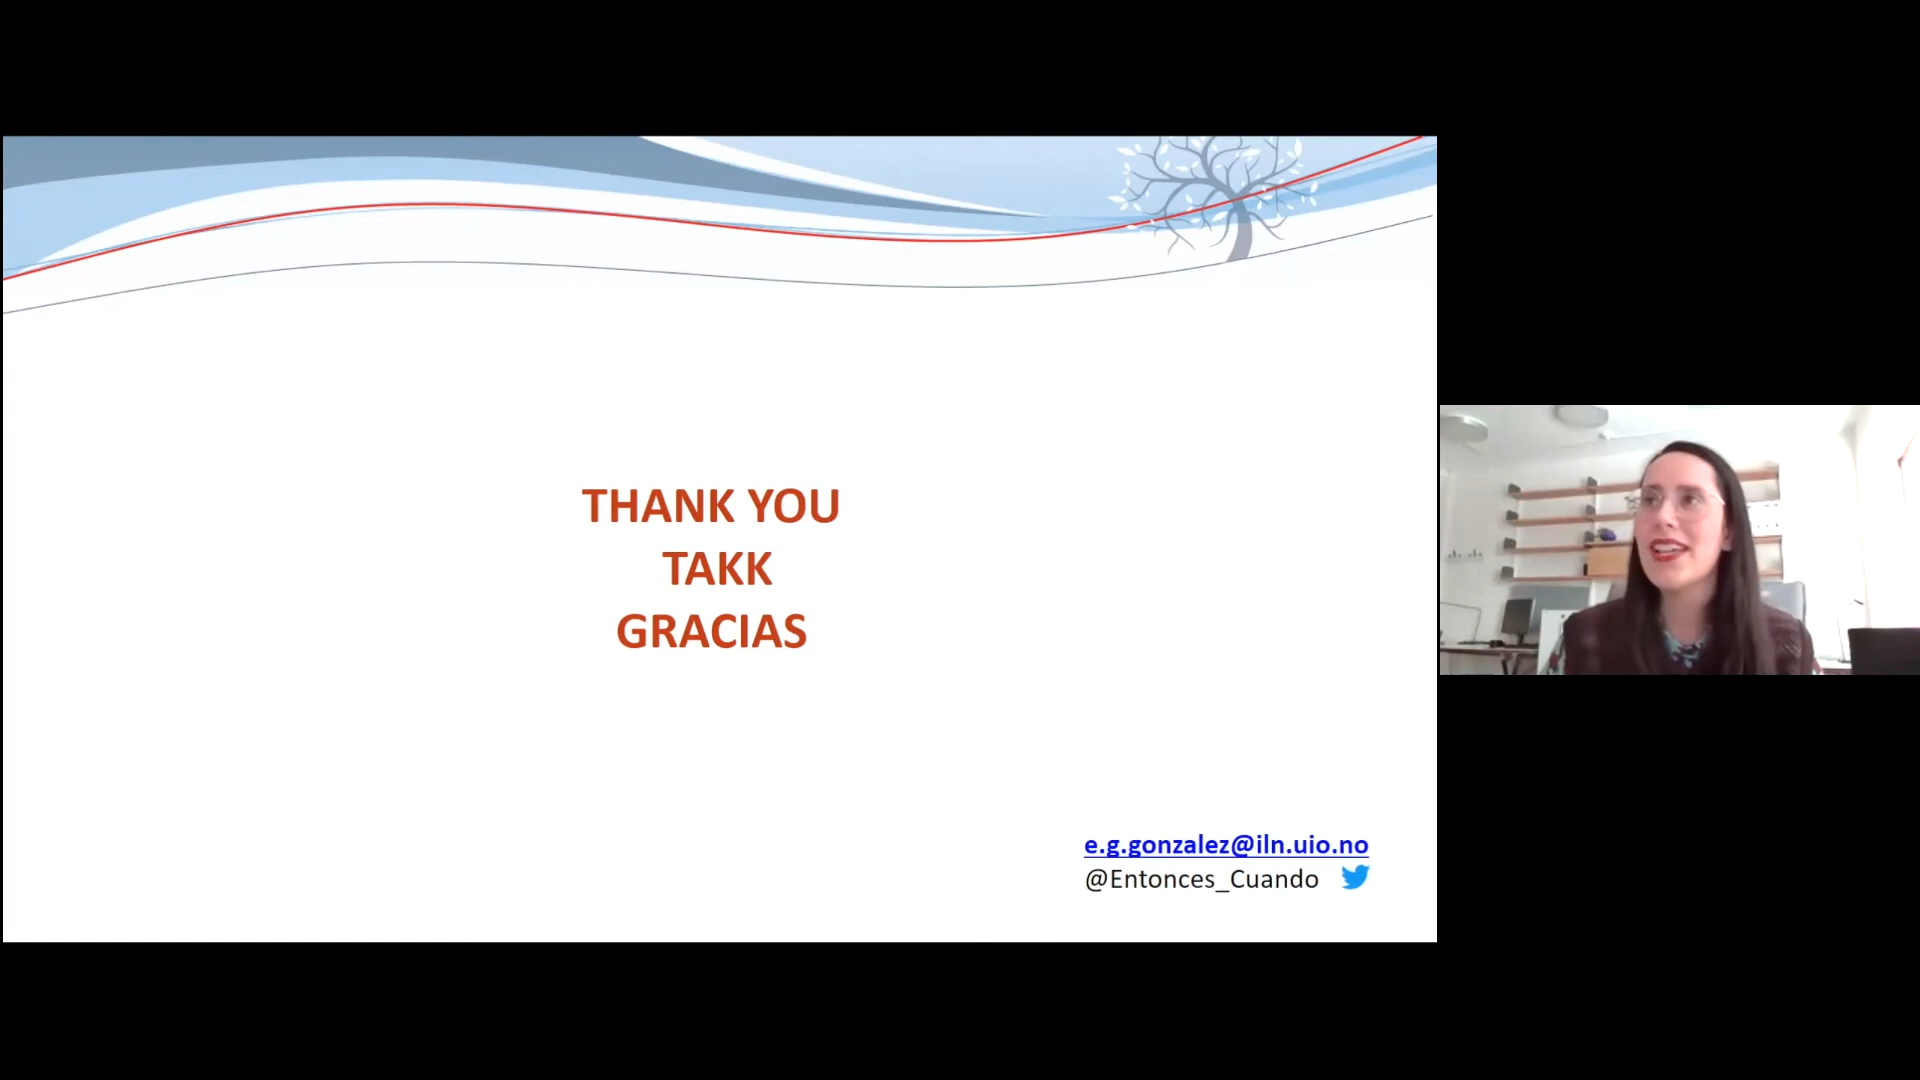 THANK YOU
TAKK
GRACIAS
e.g.gonzalez@iln.uio.no
@Entonces_Cuando